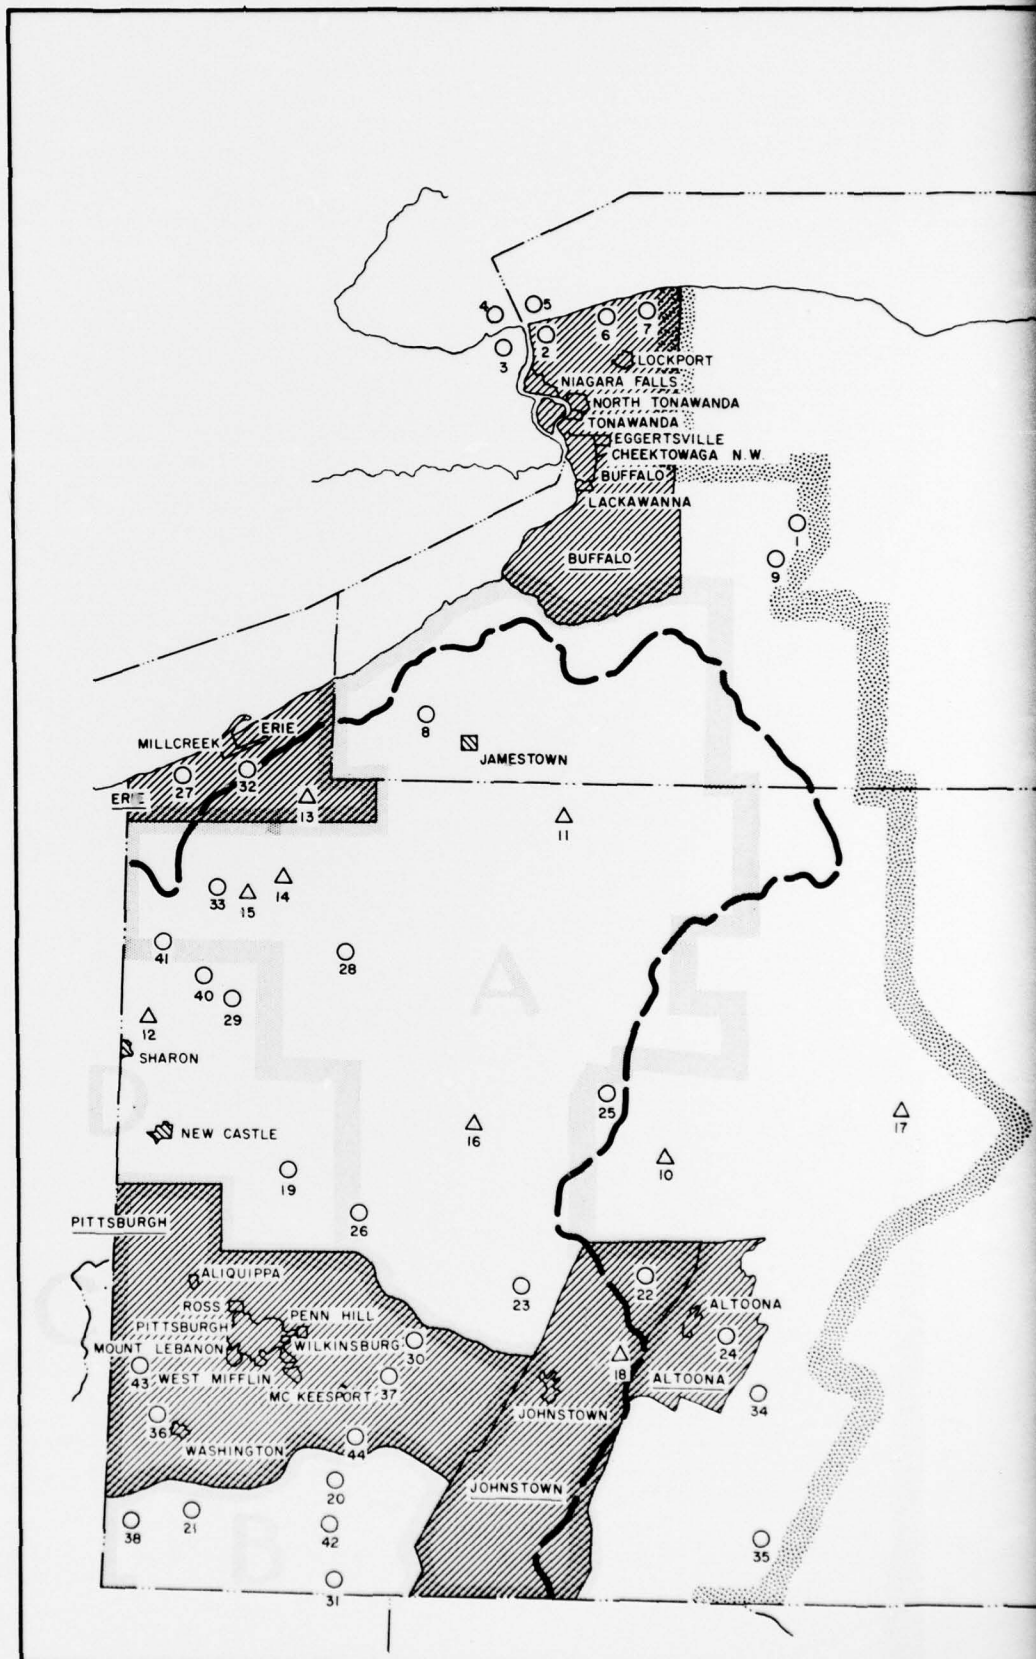 4
5
3
2
6
7
LOCKPORT
NIAGARA FALLS
NORTH TONAWANDA
TONAWANDA
EGGERTSVILLE
CHEEKTOWAGA N.W.
BUFFALO
LACKAWANNA
1
9
BUFFALO
8
JAMESTOWN
ERIE
MILLCREEK
27
32
ERIE
13
11
33
15
14
41
28
40
29
A
12
SHARON
D
25
17
NEW CASTLE
16
10
19
26
PITTSBURGH
C
ALIQUIPPA
23
22
ALTOONA
ROSS
PENN HILL
PITTSBURGH
WILKINSBURG
30
24
MOUNT LEBANON
43
WEST MIFFLIN
18
ALTOONA
MC KEESPORT
37
34
JOHNSTOWN
36
WASHINGTON
44
JOHNSTOWN
20
38
21
42
B
35
31